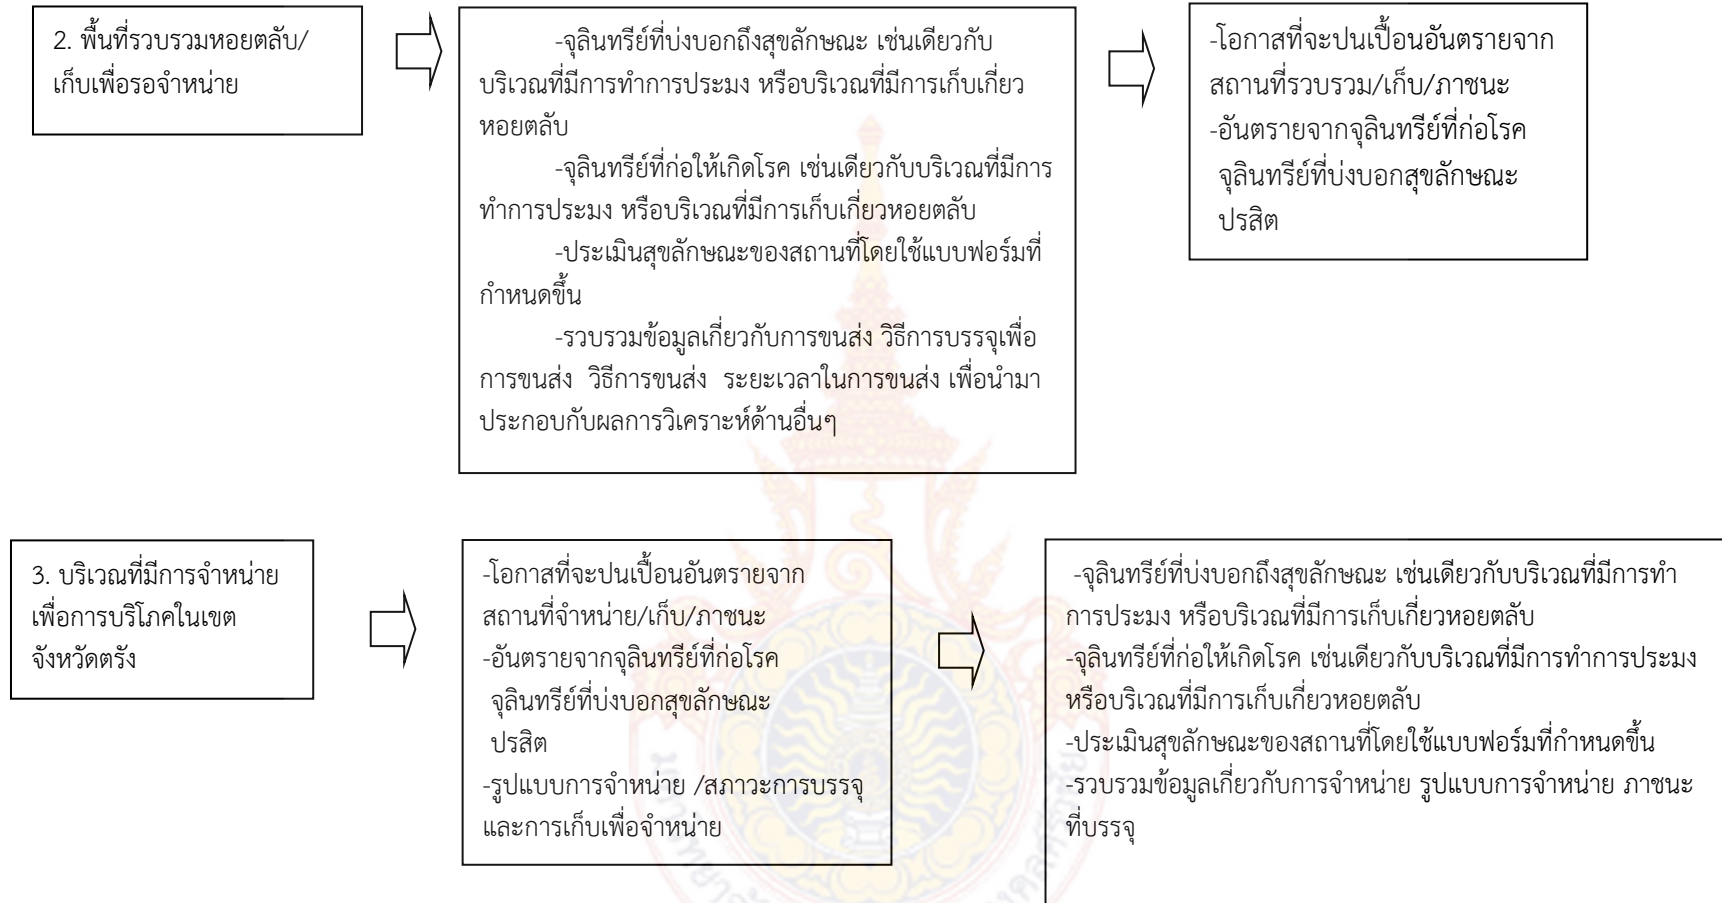 2. พื้นที่รวบรวมหอยตลับ/
เก็บเพื่อรอจำหน่าย
-จุลินทรีย์ที่บ่งบอกถึงสุขลักษณะ เช่นเดียวกับ
บริเวณที่มีการทำการประมง หรือบริเวณที่มีการเก็บเกี่ยว
หอยตลับ
-จุลินทรีย์ที่ก่อให้เกิดโรค เช่นเดียวกับบริเวณที่มีการ
ทำการประมง หรือบริเวณที่มีการเก็บเกี่ยวหอยตลับ
-ประเมินสุขลักษณะของสถานที่โดยใช้แบบฟอร์มที่
กำหนดขึ้น
-รวบรวมข้อมูลเกี่ยวกับการขนส่ง วิธีการบรรจุเพื่อ
การขนส่ง วิธีการขนส่ง ระยะเวลาในการขนส่ง เพื่อนำมา
ประกอบกับผลการวิเคราะห์ด้านอื่นๆ
-โอกาสที่จะปนเปื้อนอันตรายจาก
สถานที่รวบรวม/เก็บ/ภาชนะ
-อันตรายจากจุลินทรีย์ที่ก่อโรค
จุลินทรีย์ที่บ่งบอกสุขลักษณะ
ปรสิต
3. บริเวณที่มีการจำหน่าย
เพื่อการบริโภคในเขต
จังหวัดตรัง
-โอกาสที่จะปนเปื้อนอันตรายจาก
สถานที่จำหน่าย/เก็บ/ภาชนะ
-อันตรายจากจุลินทรีย์ที่ก่อโรค
จุลินทรีย์ที่บ่งบอกสุขลักษณะ
ปรสิต
-รูปแบบการจำหน่าย /สภาวะการบรรจุ
และการเก็บเพื่อจำหน่าย
-จุลินทรีย์ที่บ่งบอกถึงสุขลักษณะ เช่นเดียวกับบริเวณที่มีการทำ
การประมง หรือบริเวณที่มีการเก็บเกี่ยวหอยตลับ
-จุลินทรีย์ที่ก่อให้เกิดโรค เช่นเดียวกับบริเวณที่มีการทำการประมง
หรือบริเวณที่มีการเก็บเกี่ยวหอยตลับ
-ประเมินสุขลักษณะของสถานที่โดยใช้แบบฟอร์มที่กำหนดขึ้น
-รวบรวมข้อมูลเกี่ยวกับการจำหน่าย รูปแบบการจำหน่าย ภาชนะ
ที่บรรจุ